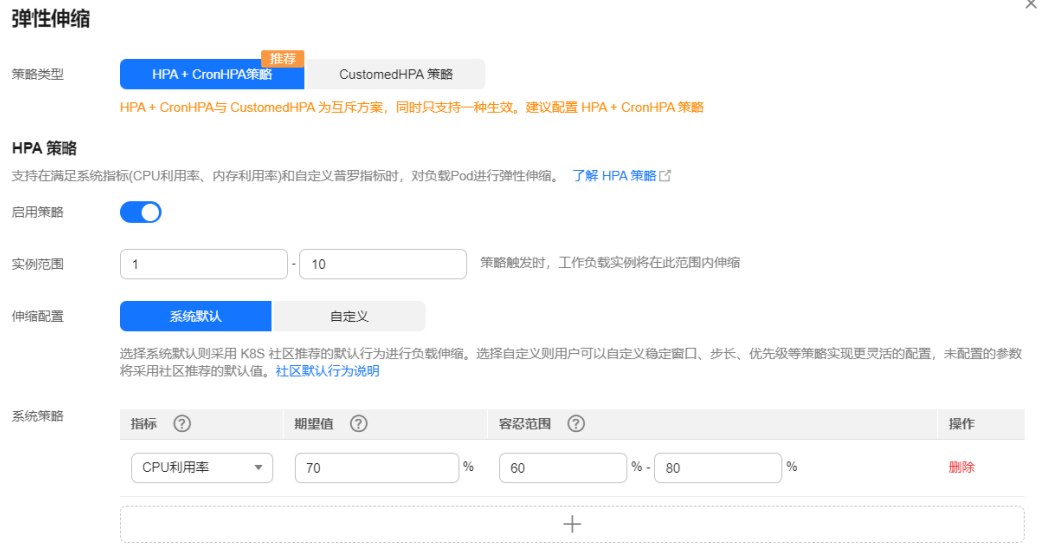 弹性伸缩
推荐
策略类型 HPA + CronHPA策略 CustomedHPA 策略
HPA + CronHPA与 CustomedHPA 为互斥方案，同时只支持一种生效。建议配置 HPA + CronHPA 策略
HPA 策略
支持在满足系统指标(CPU利用率、内存利用率)和自定义普罗指标时，对负载Pod进行弹性伸缩。 了解 HPA 策略
启用策略
实例范围 1 - 10 策略触发时，工作负载实例将在此范围内伸缩
伸缩配置 系统默认 自定义
选择系统默认则采用 K8S 社区推荐的默认行为进行负载伸缩。选择自定义则用户可以自定义稳定窗口、步长、优先级等策略实现更灵活的配置，未配置的参数
将采用社区推荐的默认值。社区默认行为说明
系统策略 指标 ? 期望值 ? 容忍范围 ? 操作
CPU利用率 70 % 60 % - 80 % 删除